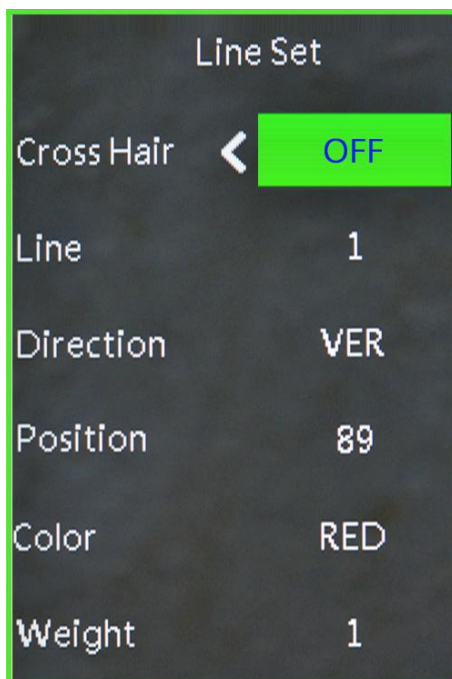 Line Set
Cross Hair OFF
Line 1
Direction VER
Position 89
Color RED
Weight 1